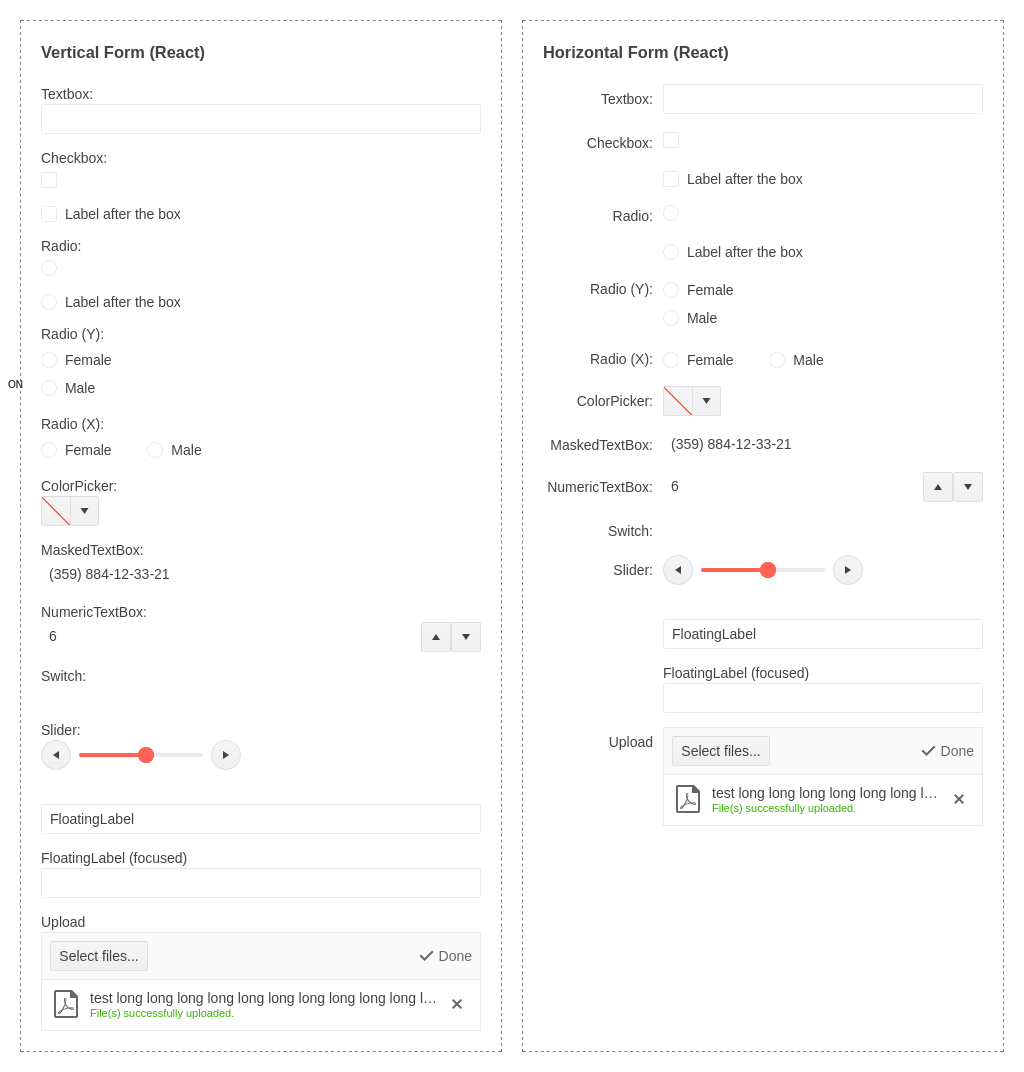 Vertical Form (React)
Textbox:
Checkbox:
Label after the box
Radio:
Label after the box
Radio (Y):
Female
ON
Male
Radio (X):
Female Male
ColorPicker:
MaskedTextBox:
(359) 884-12-33-21
NumericTextBox:
6
Switch:
Slider:
FloatingLabel
FloatingLabel (focused)
Upload
Select files... Done
test long long long long long long long long long long l…
File(s) successfully uploaded.
Horizontal Form (React)
Textbox:
Checkbox:
Label after the box
Radio:
Label after the box
Radio (Y): Female
Male
Radio (X): Female Male
ColorPicker:
MaskedTextBox: (359) 884-12-33-21
NumericTextBox: 6
Switch:
Slider:
FloatingLabel
FloatingLabel (focused)
Upload Select files... Done
test long long long long long long l…
File(s) successfully uploaded.